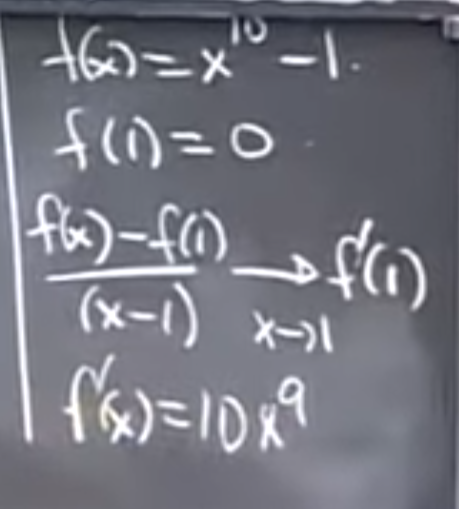 f(x) = x^10 - 1.
f(1) = 0
f(x) - f(1)
(x-1)
→ f'(1)
x→1
f'(x) = 10x^9